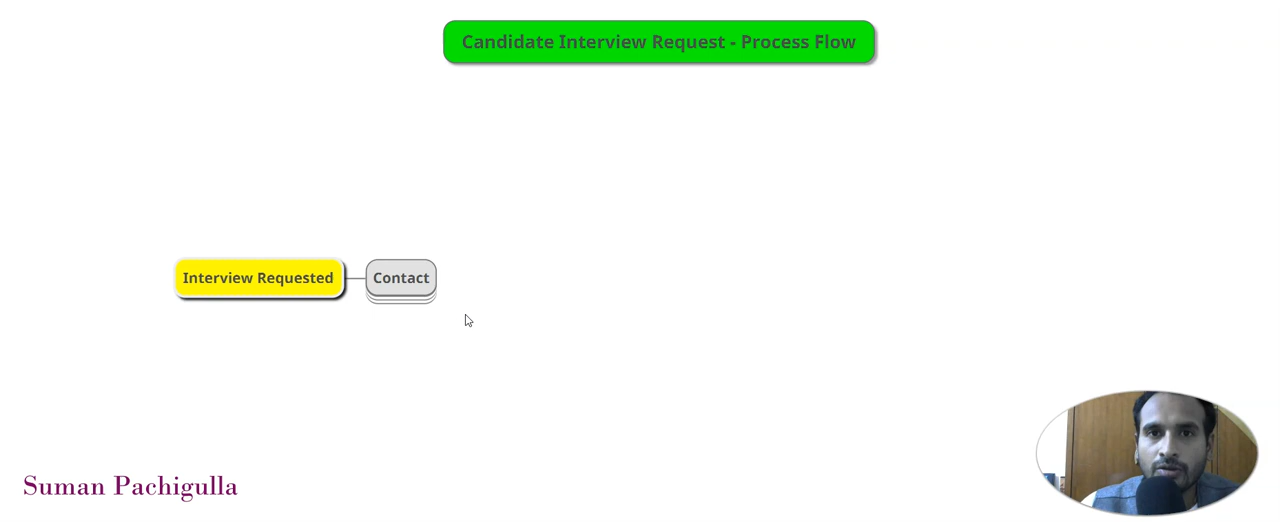 Candidate Interview Request - Process Flow
Interview Requested
Contact
Suman Pachigulla